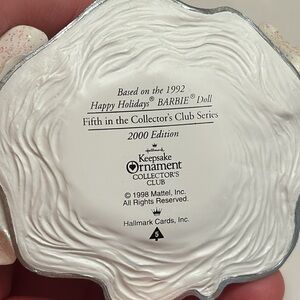 Based on the 1992
Happy Holidays® BARBIE® Doll
Fifth in the Collector's Club Series
2000 Edition
Hallmark
Keepsake
Ornament
COLLECTOR'S
CLUB
© 1998 Mattel, Inc.
All Rights Reserved.
Hallmark Cards, Inc.
5